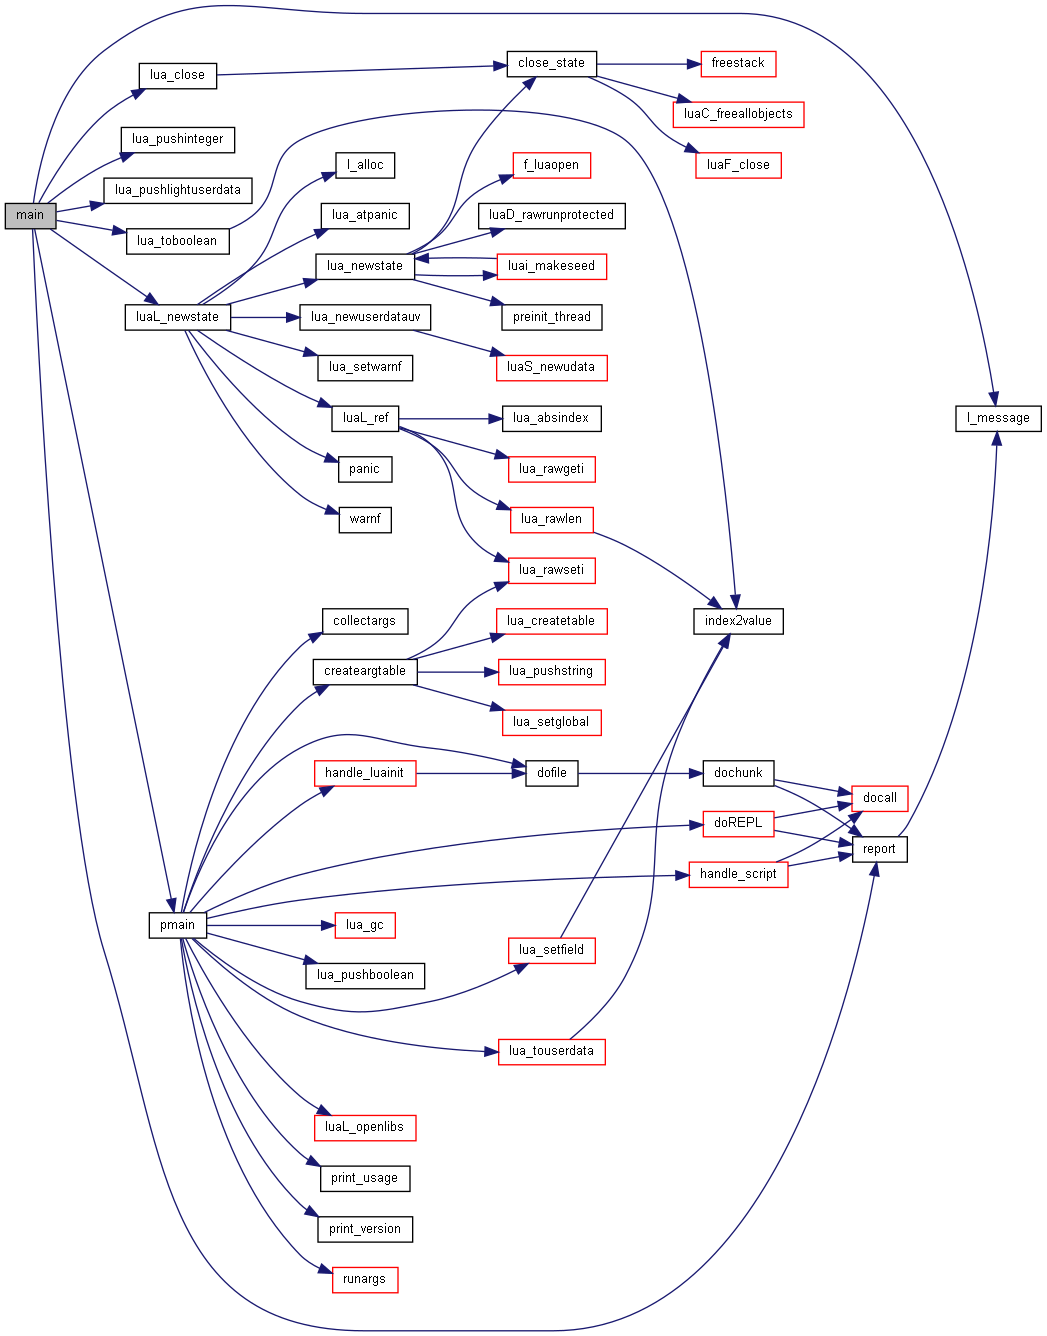 main
lua_close
lua_pushinteger
lua_pushlightuserdata
lua_toboolean
luaL_newstate
close_state
freestack
luaC_freeallobjects
luaF_close
l_alloc
f_luaopen
lua_atpanic
luaD_rawrunprotected
lua_newstate
luai_makeseed
lua_newuserdatauv
preinit_thread
lua_setwarnf
luaS_newudata
luaL_ref
lua_absindex
l_message
panic
lua_rawgeti
warnf
lua_rawlen
lua_rawseti
collectargs
lua_createtable
index2value
createargtable
lua_pushstring
lua_setglobal
handle_luainit
dofile
dochunk
docall
doREPL
report
handle_script
pmain
lua_gc
lua_setfield
lua_pushboolean
lua_touserdata
luaL_openlibs
print_usage
print_version
runargs